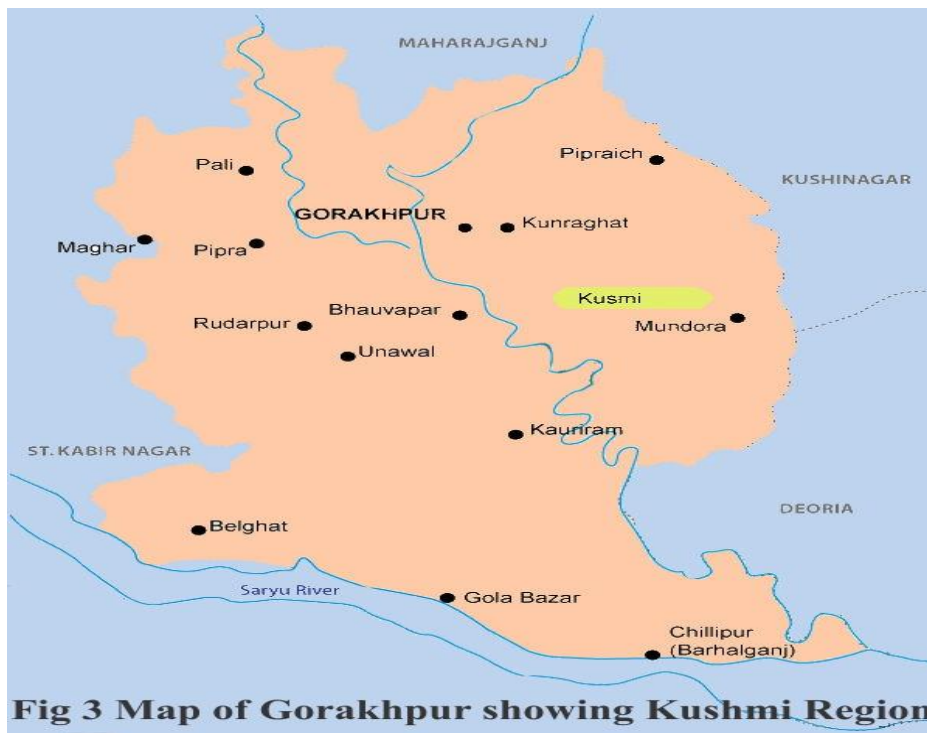 MAHARAJGANJ
Pipraich
Pali
KUSHINAGAR
GORAKHPUR
Kunraghat
Maghar
Pipra
Kusmi
Bhauvapar
Rudarpur
Mundora
Unawal
Kauriram
ST. KABIR NAGAR
DEORIA
Belghat
Saryu River
Gola Bazar
Chillipur
(Barhalganj)
Fig 3 Map of Gorakhpur showing Kushmi Region